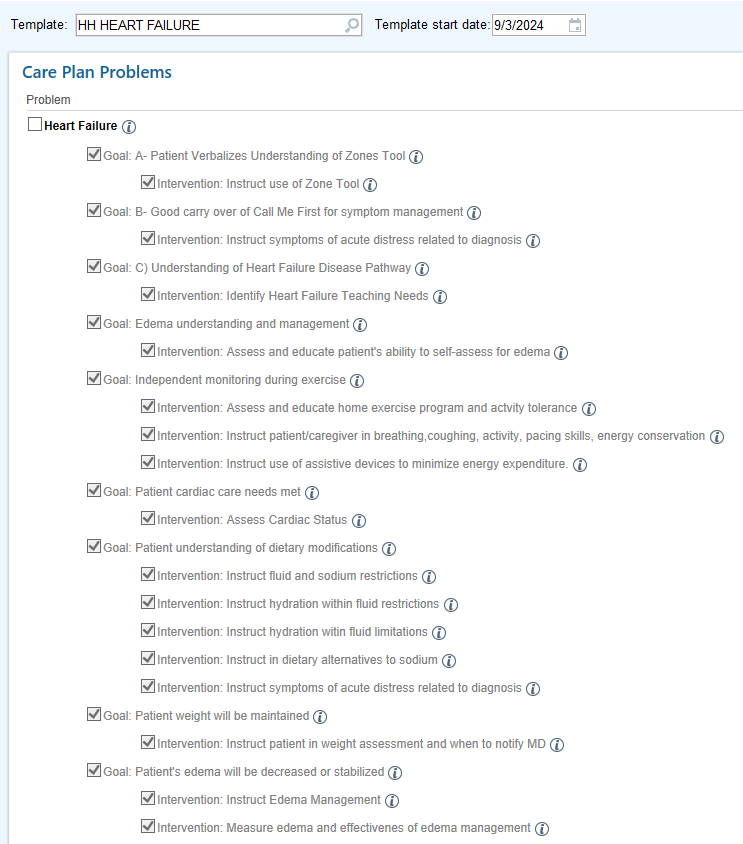 Template: HH HEART FAILURE Template start date: 9/3/2024
Care Plan Problems
Problem
Heart Failure
Goal: A- Patient Verbalizes Understanding of Zones Tool
Intervention: Instruct use of Zone Tool
Goal: B- Good carry over of Call Me First for symptom management
Intervention: Instruct symptoms of acute distress related to diagnosis
Goal: C) Understanding of Heart Failure Disease Pathway
Intervention: Identify Heart Failure Teaching Needs
Goal: Edema understanding and management
Intervention: Assess and educate patient's ability to self-assess for edema
Goal: Independent monitoring during exercise
Intervention: Assess and educate home exercise program and actvity tolerance
Intervention: Instruct patient/caregiver in breathing,coughing, activity, pacing skills, energy conservation
Intervention: Instruct use of assistive devices to minimize energy expenditure.
Goal: Patient cardiac care needs met
Intervention: Assess Cardiac Status
Goal: Patient understanding of dietary modifications
Intervention: Instruct fluid and sodium restrictions
Intervention: Instruct hydration within fluid restrictions
Intervention: Instruct hydration witin fluid limitations
Intervention: Instruct in dietary alternatives to sodium
Intervention: Instruct symptoms of acute distress related to diagnosis
Goal: Patient weight will be maintained
Intervention: Instruct patient in weight assessment and when to notify MD
Goal: Patient's edema will be decreased or stabilized
Intervention: Instruct Edema Management
Intervention: Measure edema and effectivenes of edema management